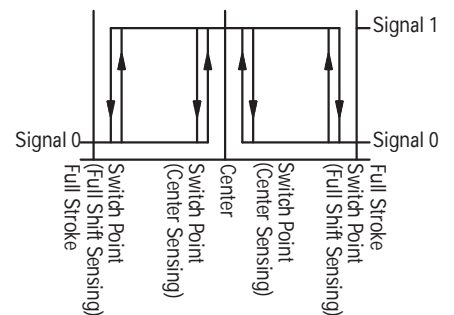 Signal 1
Signal 0
Signal 0
Full Stroke
Switch Point
(Full Shift Sensing)
Switch Point
(Center Sensing)
Center
Switch Point
(Center Sensing)
Switch Point
(Full Shift Sensing)
Full Stroke